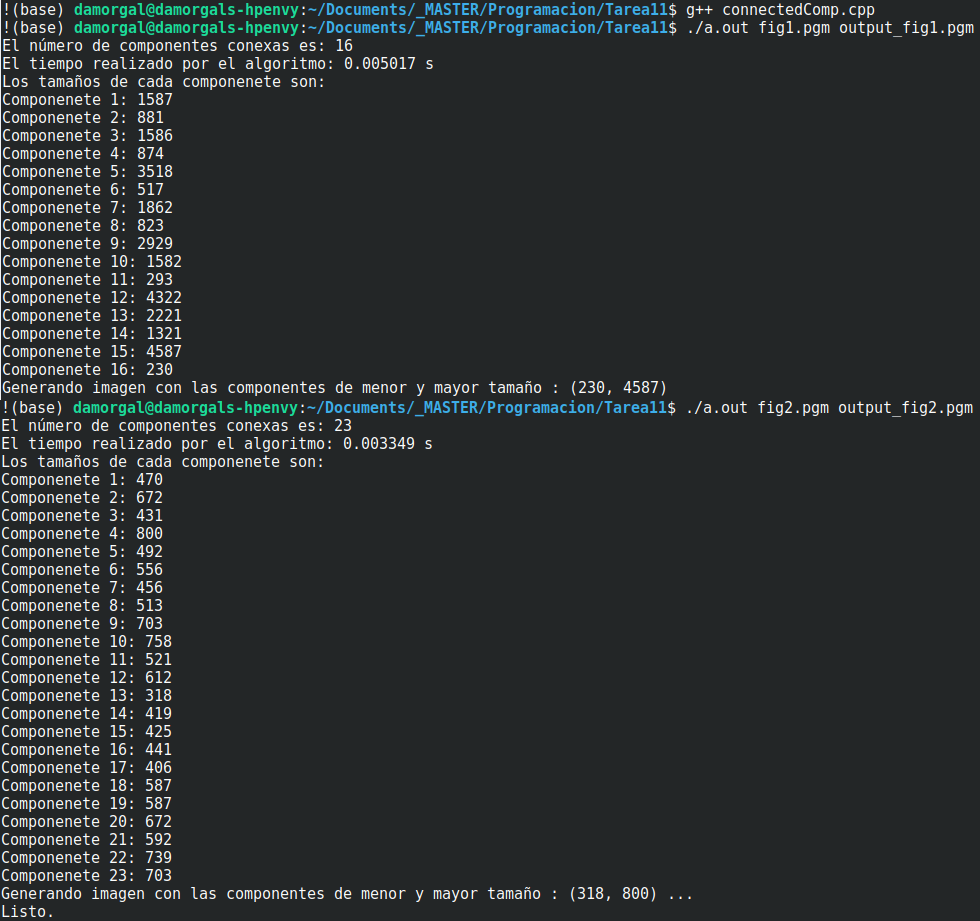 !(base) damorgal@damorgals-hpenvy:~/Documents/_MASTER/Programacion/Tarea11$ g++ connectedComp.cpp
!(base) damorgal@damorgals-hpenvy:~/Documents/_MASTER/Programacion/Tarea11$ ./a.out fig1.pgm output_fig1.pgm
El número de componentes conexas es: 16
El tiempo realizado por el algoritmo: 0.005017 s
Los tamaños de cada componenete son:
Componenete 1: 1587
Componenete 2: 881
Componenete 3: 1586
Componenete 4: 874
Componenete 5: 3518
Componenete 6: 517
Componenete 7: 1862
Componenete 8: 823
Componenete 9: 2929
Componenete 10: 1582
Componenete 11: 293
Componenete 12: 4322
Componenete 13: 2221
Componenete 14: 1321
Componenete 15: 4587
Componenete 16: 230
Generando imagen con las componentes de menor y mayor tamaño : (230, 4587)
!(base) damorgal@damorgals-hpenvy:~/Documents/_MASTER/Programacion/Tarea11$ ./a.out fig2.pgm output_fig2.pgm
El número de componentes conexas es: 23
El tiempo realizado por el algoritmo: 0.003349 s
Los tamaños de cada componenete son:
Componenete 1: 470
Componenete 2: 672
Componenete 3: 431
Componenete 4: 800
Componenete 5: 492
Componenete 6: 556
Componenete 7: 456
Componenete 8: 513
Componenete 9: 703
Componenete 10: 758
Componenete 11: 521
Componenete 12: 612
Componenete 13: 318
Componenete 14: 419
Componenete 15: 425
Componenete 16: 441
Componenete 17: 406
Componenete 18: 587
Componenete 19: 587
Componenete 20: 672
Componenete 21: 592
Componenete 22: 739
Componenete 23: 703
Generando imagen con las componentes de menor y mayor tamaño : (318, 800) ...
Listo.